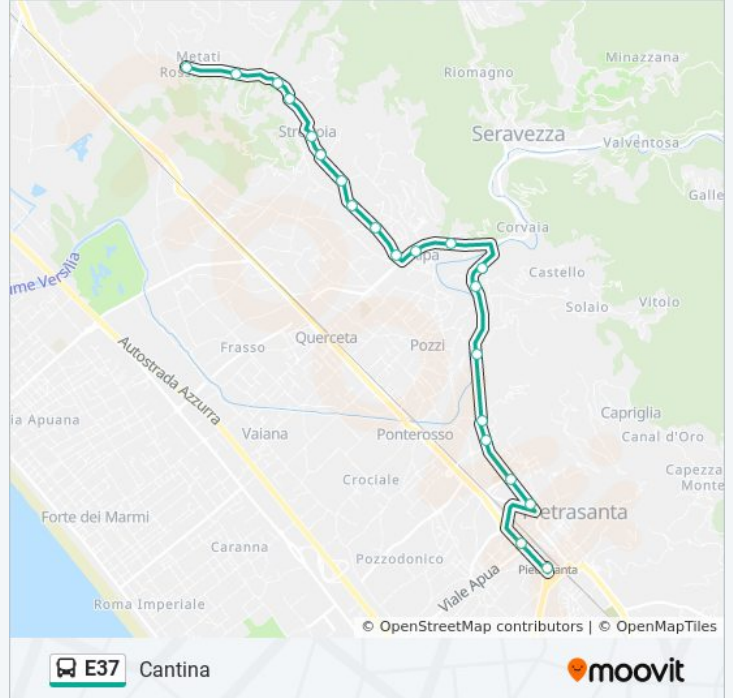 Metati
Minazzana
Riomagno
Seravezza
Valventosa
Galle
Corvaia
Castello
Solaio
Vitoio
ume Versilia
Querceta
Frasso
Pozzi
Autostrada Azzurra
ia Apuana
Vaiana
Ponterosso
Capriglia
Canal d'Oro
Capezza
Monte
Crociale
Forte dei Marmi
Pietrasanta
Caranna
Pozzodonico
Viale Apua
Roma Imperiale
© OpenStreetMap contributors | © OpenMapTiles
E37 Cantina
moovit